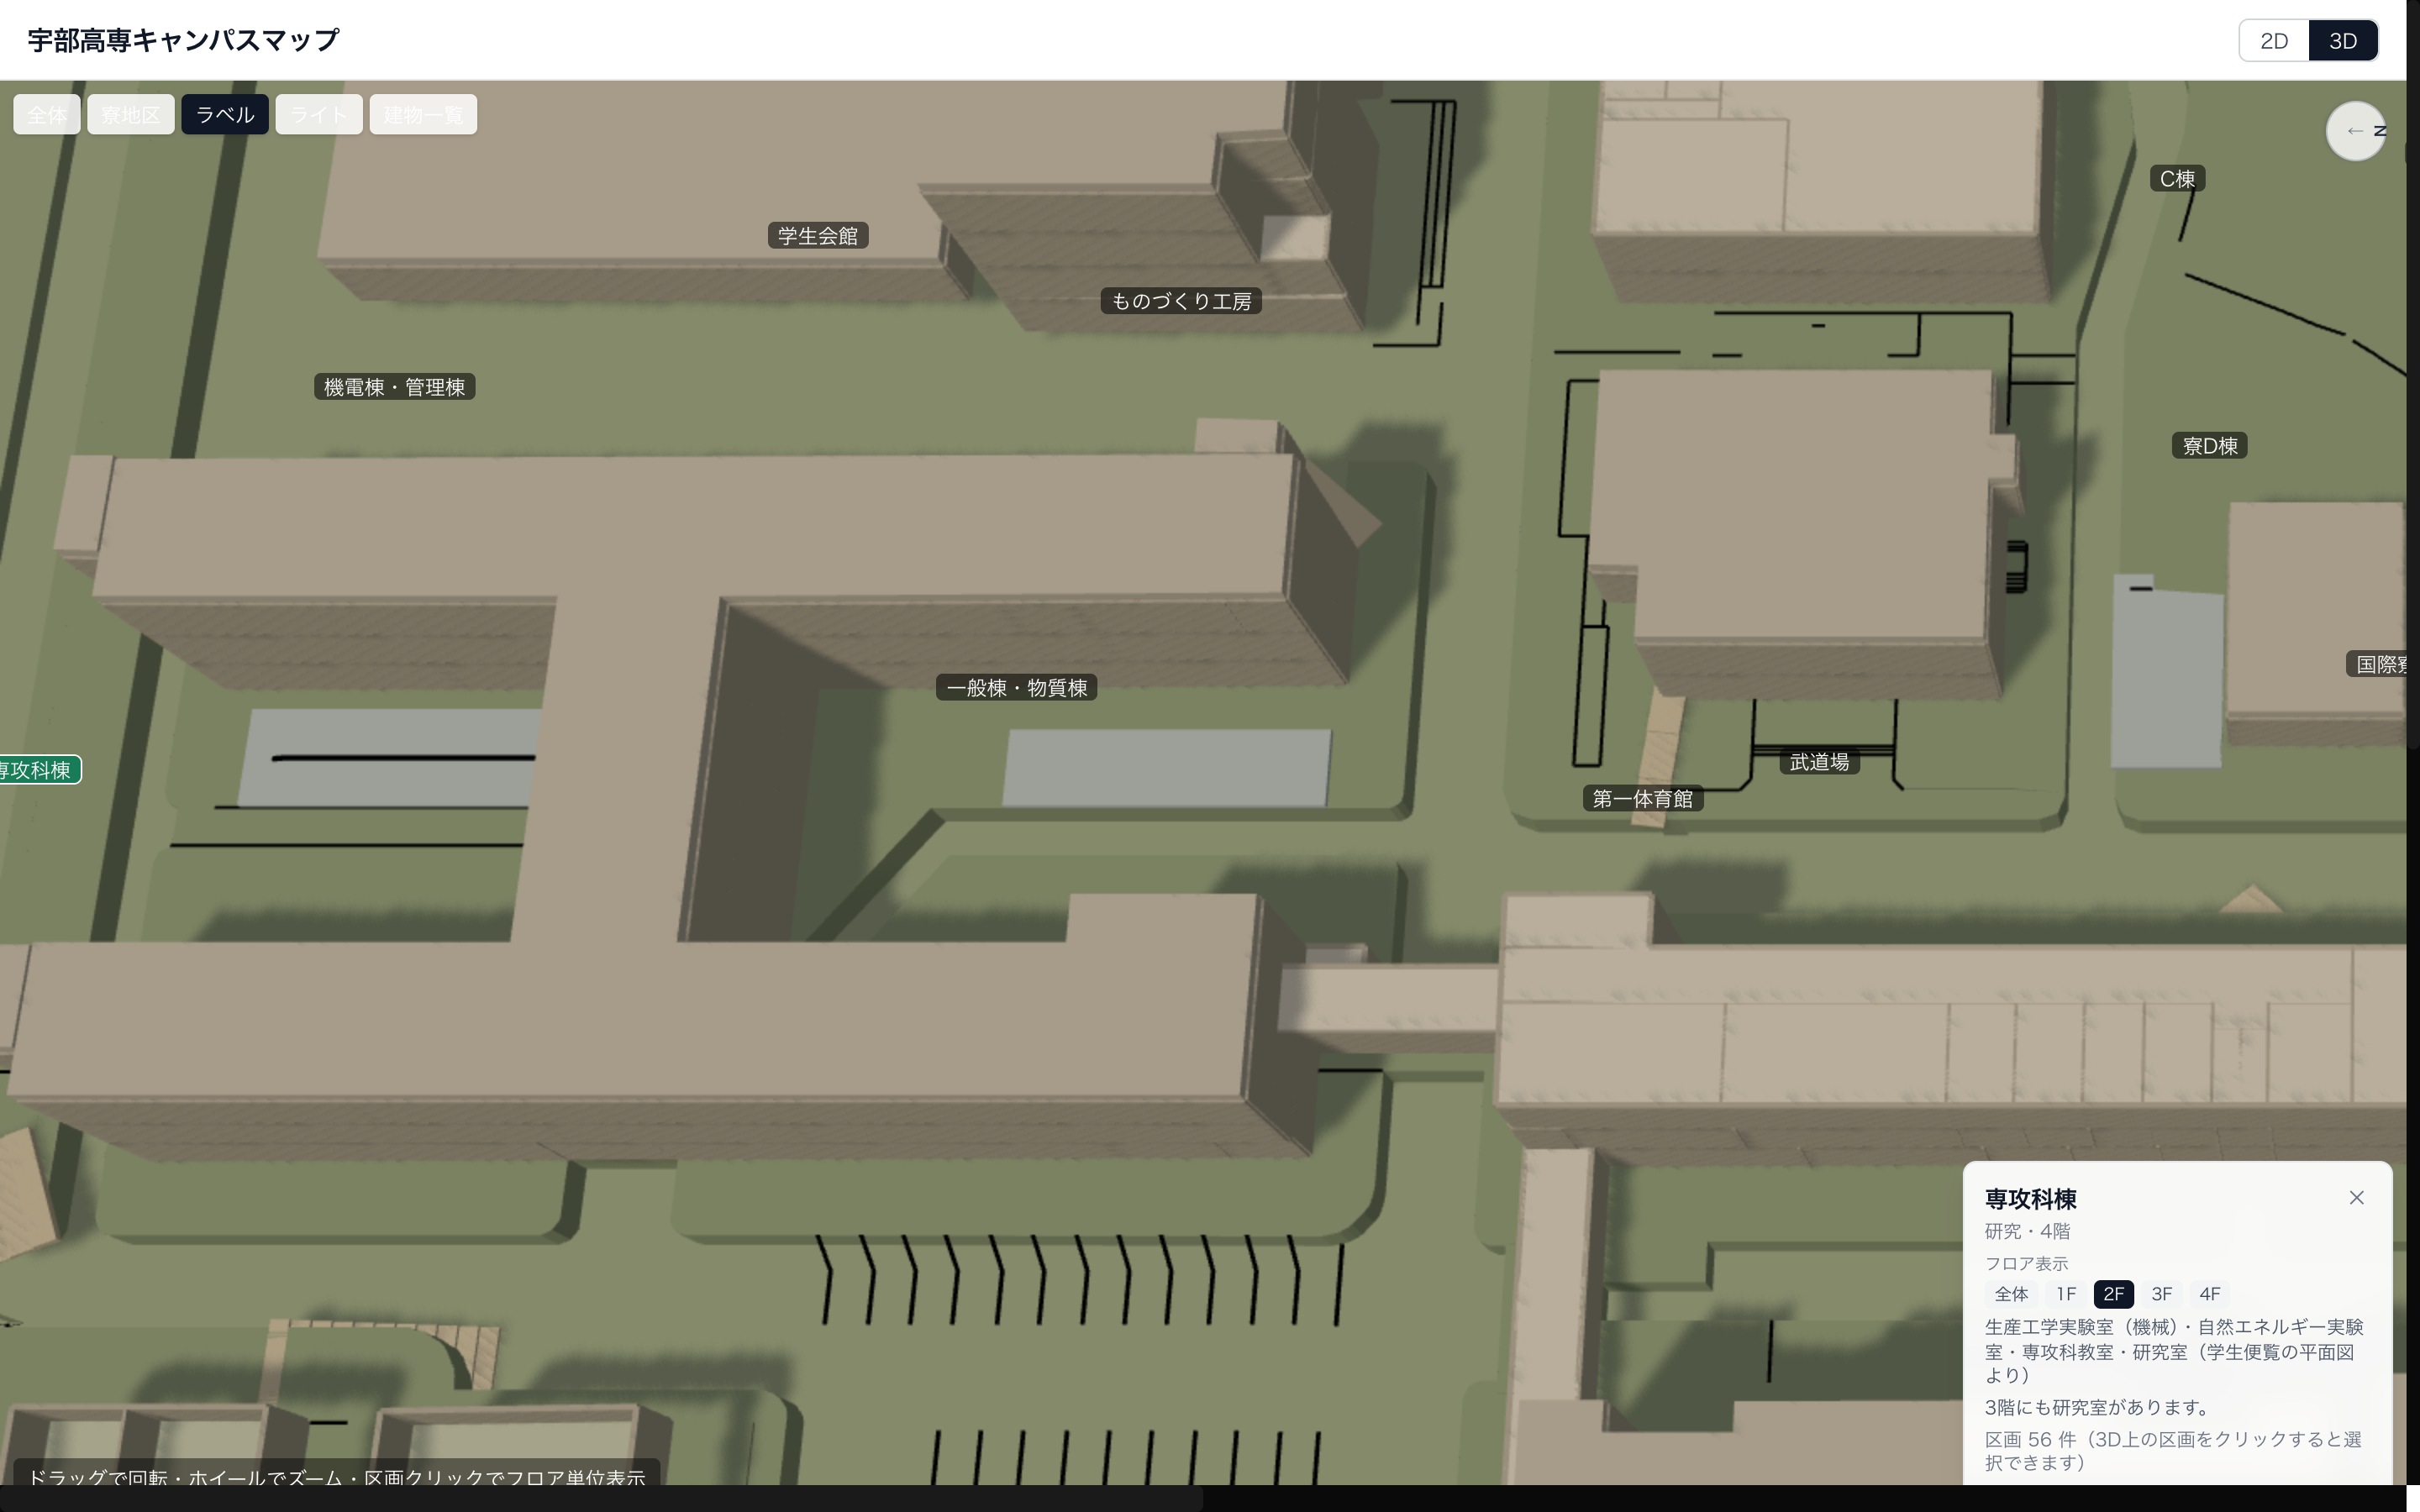 宇部高専キャンパスマップ
2D 3D
全体 寮地区 ラベル ライト 建物一覧
← N
C棟
学生会館
ものづくり工房
機電棟・管理棟
寮D棟
国際
一般棟・物質棟
武道場
専攻科棟
第一体育館
専攻科棟 ×
研究・4階
フロア表示
全体 1F 2F 3F 4F
生産工学実験室（機械）・自然エネルギー実験
室・専攻科教室・研究室（学生便覧の平面図
より）
3階にも研究室があります。
区画 56 件（3D上の区画をクリックすると選
択できます）
ドラッグで回転・ホイールでズーム・区画クリックでフロア単位表示